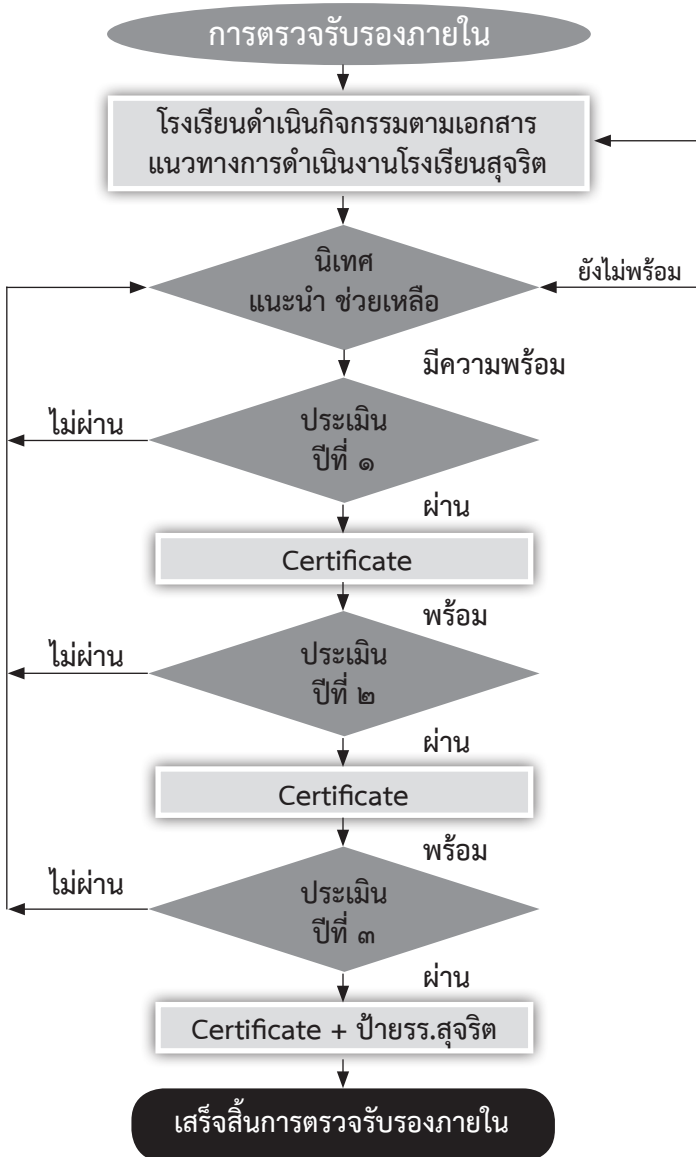 การตรวจรับรองภายใน
โรงเรียนดำเนินกิจกรรมตามเอกสาร
แนวทางการดำเนินงานโรงเรียนสุจริต
นิเทศ
แนะนำ ช่วยเหลือ
ยังไม่พร้อม
มีความพร้อม
ไม่ผ่าน
ประเมิน
ปีที่ ๑
ผ่าน
Certificate
พร้อม
ไม่ผ่าน
ประเมิน
ปีที่ ๒
ผ่าน
Certificate
พร้อม
ไม่ผ่าน
ประเมิน
ปีที่ ๓
ผ่าน
Certificate + ป้ายรร.สุจริต
เสร็จสิ้นการตรวจรับรองภายใน